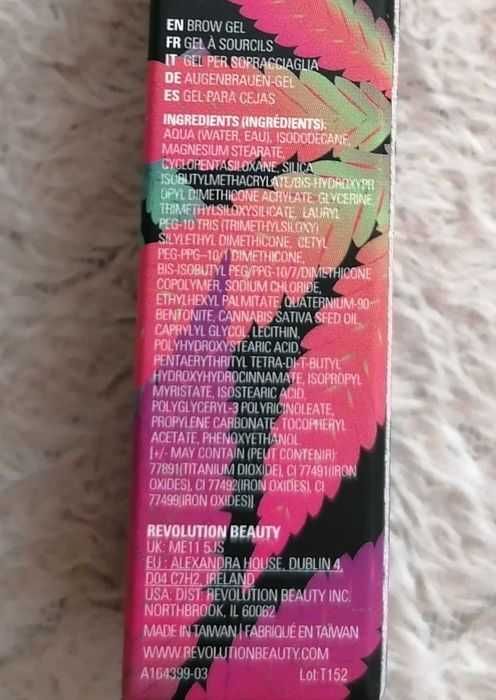 EN BROW GEL
FR GEL À SOURCILS
IT GEL PER SOPRACCIAGLIA
DE AUGENBRAUEN-GEL
ES GEL PARA CEJAS
INGREDIENTS (INGRÉDIENTS):
AQUA (WATER, EAU), ISODODECANE,
MAGNESIUM STEARATE,
CYCLOPENTASILOXANE, SILICA
ISOBUTYLMETHACRYLATE/BIS-HYDROXYPR
OPYL DIMETHICONE ACRYLATE, GLYCERINE,
TRIMETHYLSILOXYSILICATE, LAURYL
PEG-10 TRIS (TRIMETHYLSILOXY)
SILYLETHYL DIMETHICONE, CETYL
PEG-PPG-10/1 DIMETHICONE,
BIS-ISOBUTYL PEG/PPG-10/7/DIMETHICONE
COPOLYMER, SODIUM CHLORIDE,
ETHYLHEXYL PALMITATE, QUATERNIUM-90
BENTONITE, CANNABIS SATIVA SEED OIL,
CAPRYLYL GLYCOL, LECITHIN,
POLYHYDROXYSTEARIC ACID,
PENTAERYTHRITYL TETRA-DI-T-BUTYL
HYDROXYHYDROCINNAMATE, ISOPROPYL
MYRISTATE, ISOSTEARIC ACID,
POLYGLYCERYL-3 POLYRICINOLEATE,
PROPYLENE CARBONATE, TOCOPHERYL
ACETATE, PHENOXYETHANOL.
[+/- MAY CONTAIN (PEUT CONTENIR):
77891(TITANIUM DIOXIDE), CI 77491(IRON
OXIDES), CI 77492(IRON OXIDES), CI
77499(IRON OXIDES)]
REVOLUTION BEAUTY
UK: ME11 5JS
EU : ALEXANDRA HOUSE, DUBLIN 4,
D04 C7H2, IRELAND
USA: DIST: REVOLUTION BEAUTY INC.
NORTHBROOK, IL 60062
MADE IN TAIWAN | FABRIQUÉ EN TAÏWAN
WWW.REVOLUTIONBEAUTY.COM
A164399-03 Lot: T152